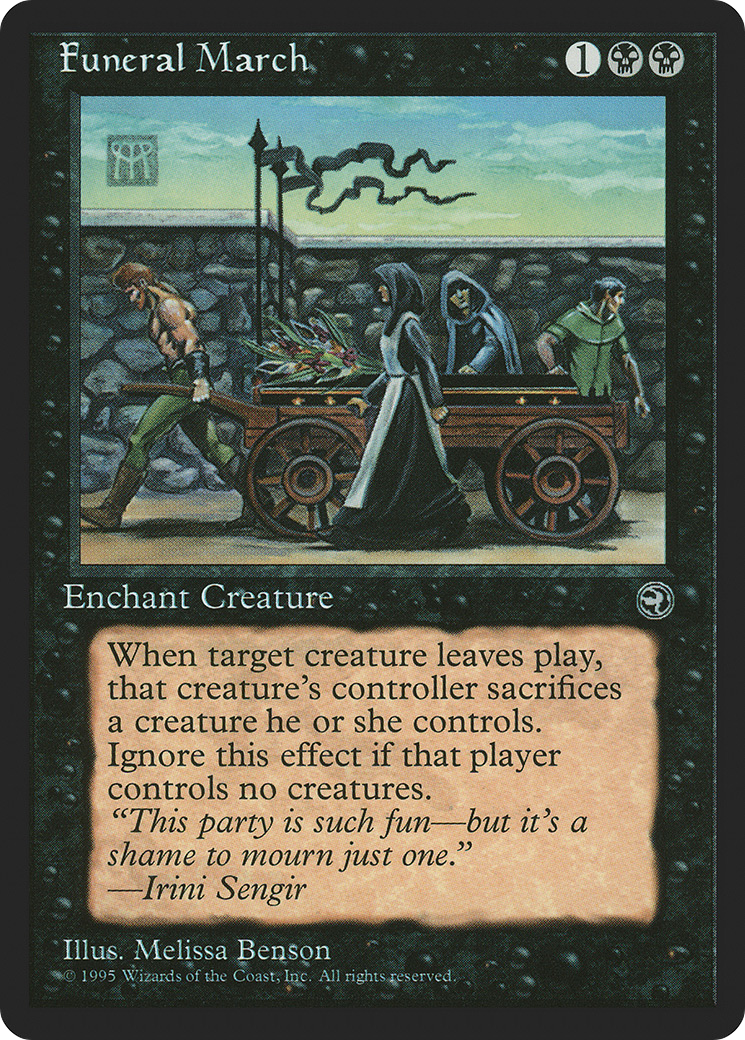 Funeral March 1
Enchant Creature
When target creature leaves play,
that creature's controller sacrifices
a creature he or she controls.
Ignore this effect if that player
controls no creatures.
“This party is such fun—but it's a
shame to mourn just one.”
—Irini Sengir
Illus. Melissa Benson
© 1995 Wizards of the Coast, Inc. All rights reserved.